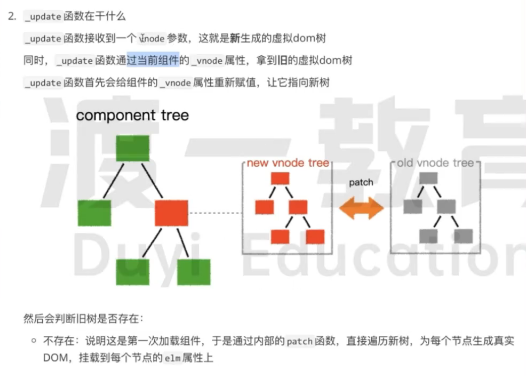 2. _update函数在干什么
_update函数接收到一个vnode参数，这就是新生成的虚拟dom树
同时，_update函数通过当前组件的_vnode属性，拿到旧的虚拟dom树
_update函数首先会给组件的_vnode属性重新赋值，让它指向新树
渡一教育
Duyi Education
component tree
new vnode tree
old vnode tree
patch
然后会判断旧树是否存在：
不存在：说明这是第一次加载组件，于是通过内部的patch函数，直接遍历新树，为每个节点生成真实
DOM，挂载到每个节点的elm属性上